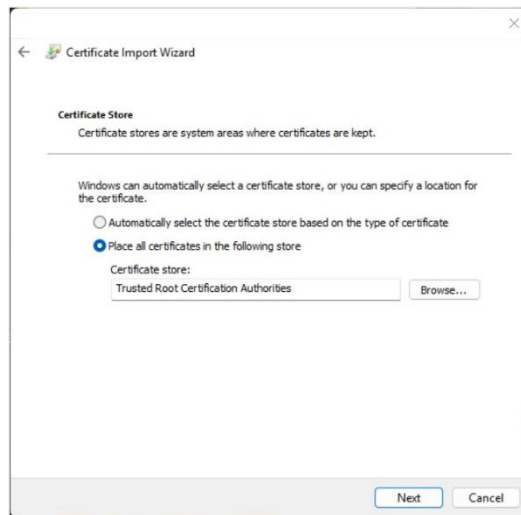 Certificate Import Wizard
Certificate Store
Certificate stores are system areas where certificates are kept.
Windows can automatically select a certificate store, or you can specify a location for
the certificate.
Automatically select the certificate store based on the type of certificate
Place all certificates in the following store
Certificate store:
Trusted Root Certification Authorities
Browse...
Next
Cancel